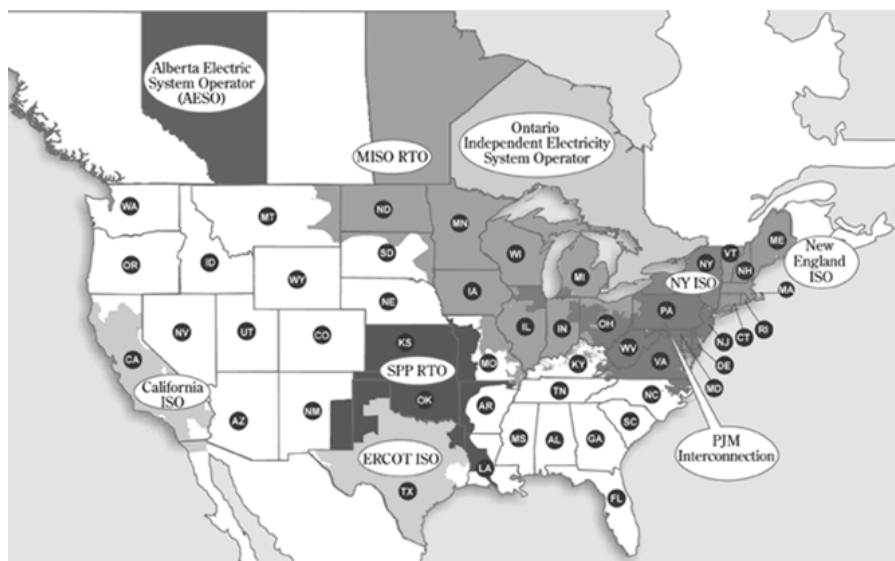 Alberta Electric
System Operator
(AESO)
Ontario
Independent Electricity
System Operator
MISO RTO
WA
MT
ND
MN
VT
ME
New
England
ISO
OR
ID
SD
WI
MI
NY
NH
NY ISO
WY
IA
MA
NE
PA
NV
UT
CO
IL
IN
OH
NJ
CT
RI
CA
KS
MO
KY
WV
VA
DE
MD
California
ISO
SPP RTO
OK
TN
NC
AZ
NM
AR
SC
PJM
Interconnection
MS
AL
GA
ERCOT ISO
LA
TX
FL